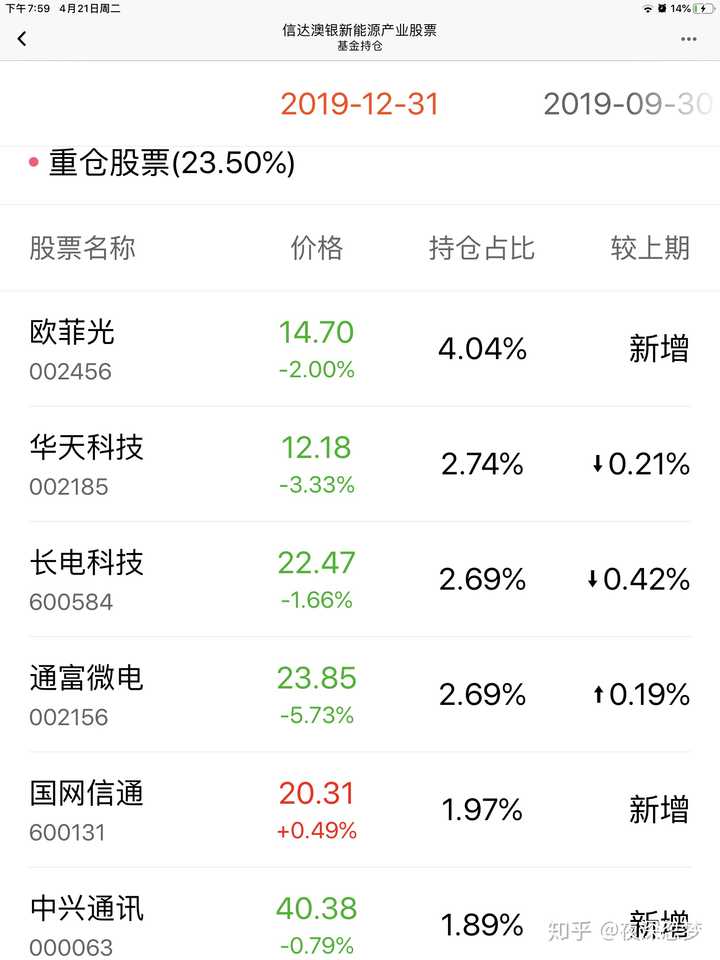 下午7:59 4月21日周二 14%
信达澳银新能源产业股票
基金持仓
2019-12-31 2019-09-30
重仓股票(23.50%)
股票名称 价格 持仓占比 较上期
欧菲光 14.70 4.04% 新增
002456 -2.00%
华天科技 12.18 2.74% ↓0.21%
002185 -3.33%
长电科技 22.47 2.69% ↓0.42%
600584 -1.66%
通富微电 23.85 2.69% ↑0.19%
002156 -5.73%
国网信通 20.31 1.97% 新增
600131 +0.49%
中兴通讯 40.38 1.89% 新增
000063 -0.79%
知乎 @夜深忽梦